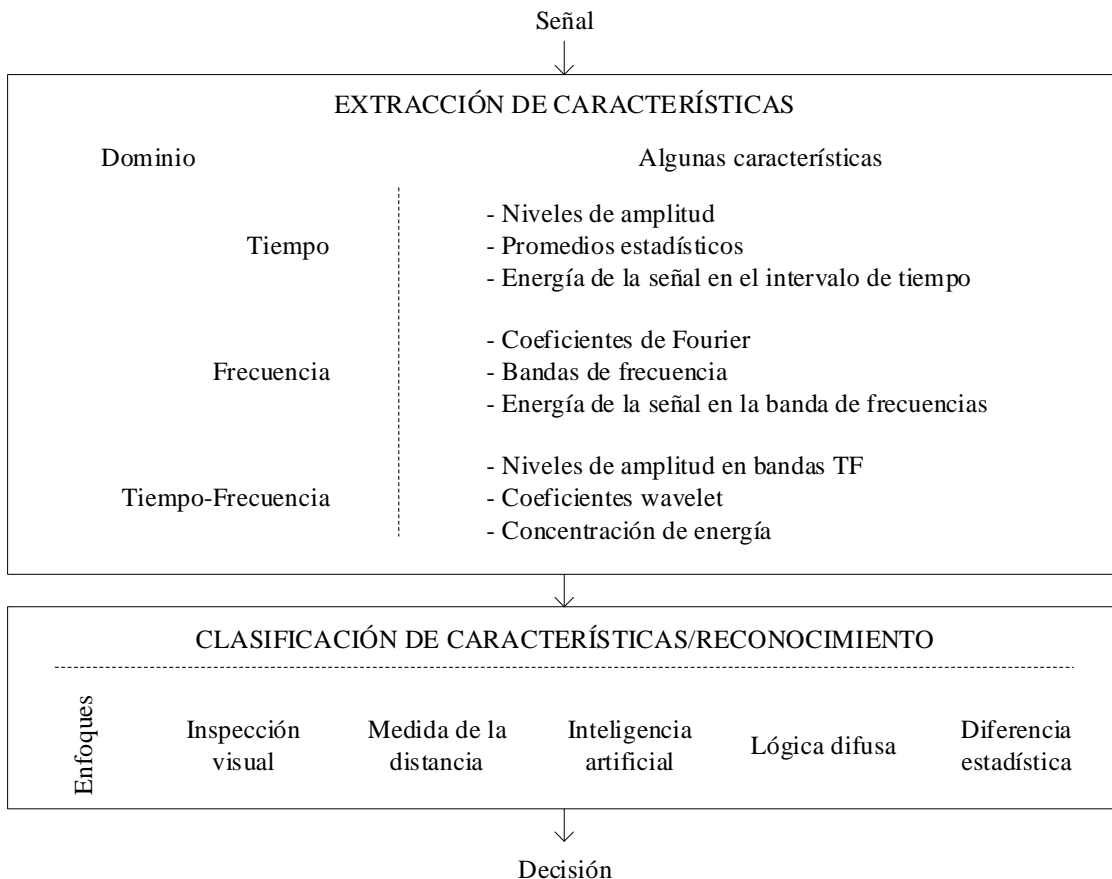 Señal
EXTRACCIÓN DE CARACTERÍSTICAS
Dominio
Algunas características
Tiempo
- Niveles de amplitud
- Promedios estadísticos
- Energía de la señal en el intervalo de tiempo
Frecuencia
- Coeficientes de Fourier
- Bandas de frecuencia
- Energía de la señal en la banda de frecuencias
Tiempo-Frecuencia
- Niveles de amplitud en bandas TF
- Coeficientes wavelet
- Concentración de energía
CLASIFICACIÓN DE CARACTERÍSTICAS/RECONOCIMIENTO
Enfoques
Inspección
visual
Medida de la
distancia
Inteligencia
artificial
Lógica difusa
Diferencia
estadística
Decisión